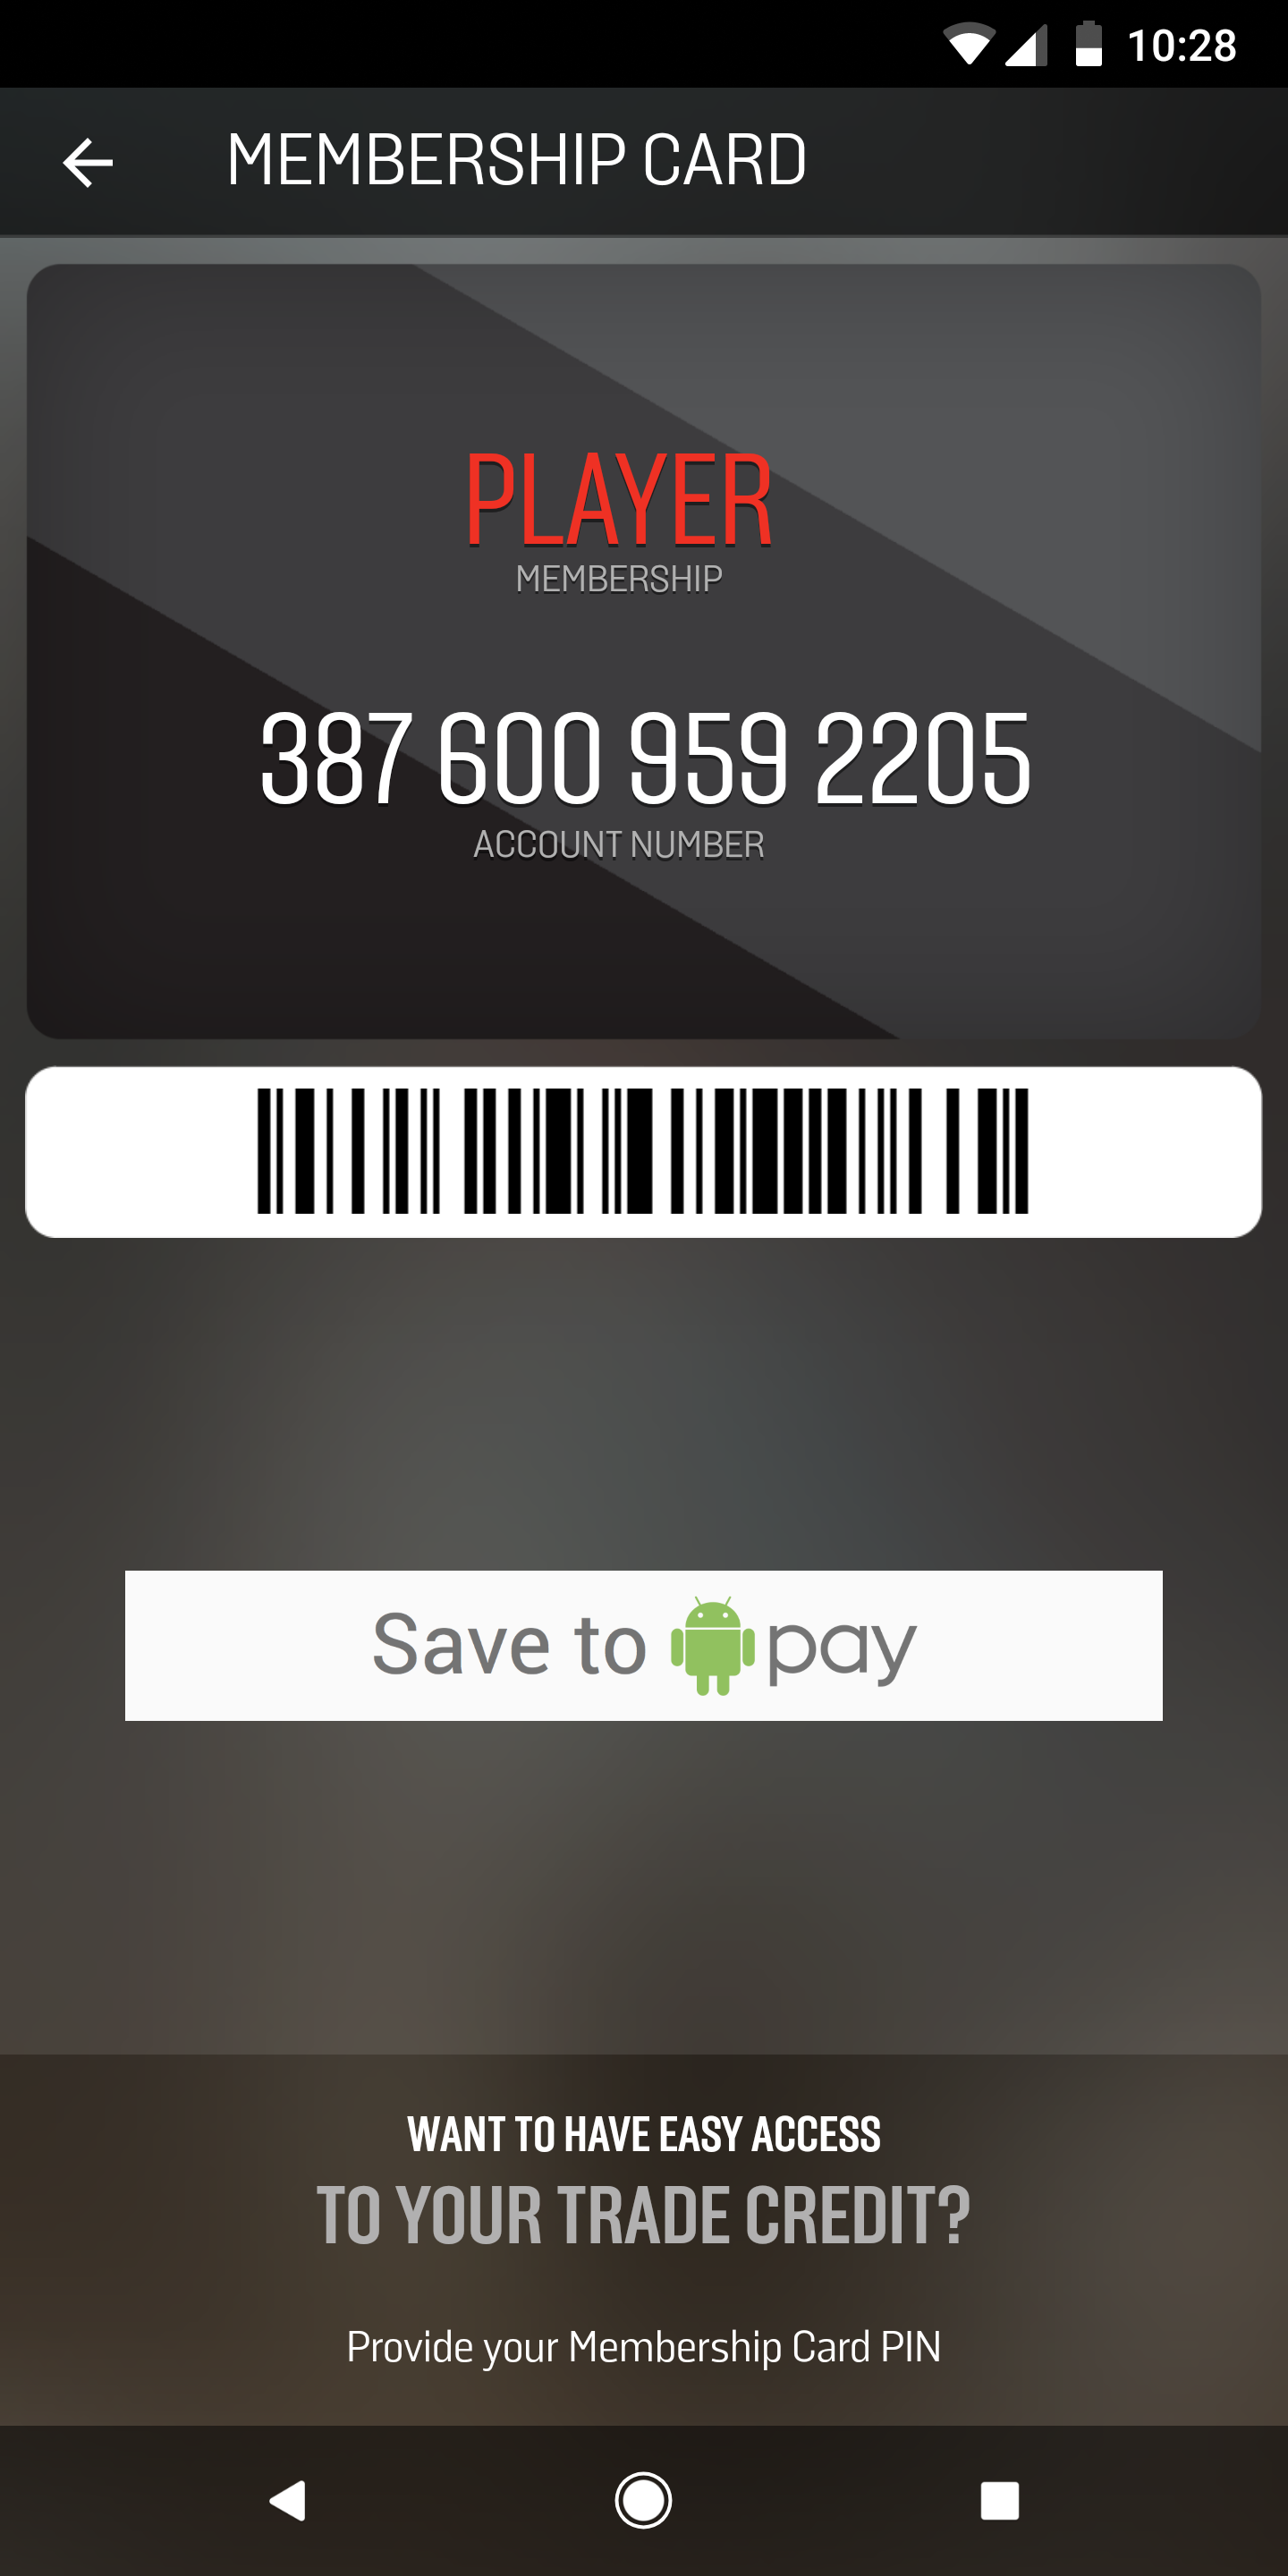 10:28
MEMBERSHIP CARD
PLAYER
MEMBERSHIP
387 600 959 2205
ACCOUNT NUMBER
Save to pay
WANT TO HAVE EASY ACCESS
TO YOUR TRADE CREDIT?
Provide your Membership Card PIN